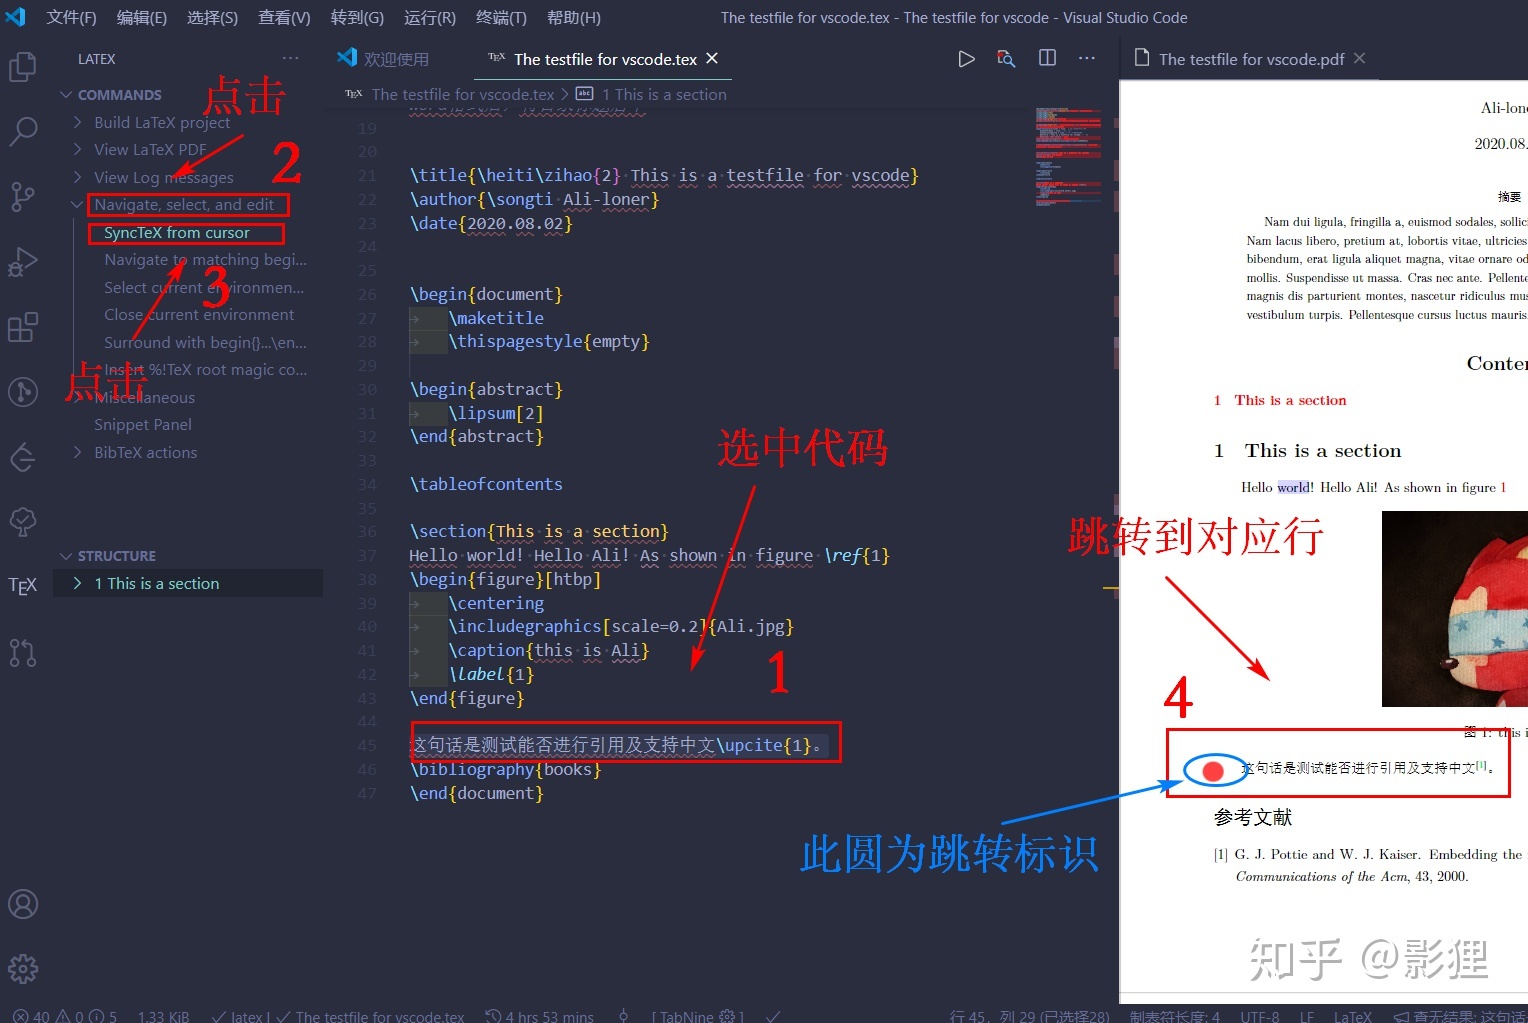 文件(F) 编辑(E) 选择(S) 查看(V) 转到(G) 运行(R) 终端(T) 帮助(H)
The testfile for vscode.tex - The testfile for vscode - Visual Studio Code
LATEX
COMMANDS
Build LaTeX project
View LaTeX PDF
View Log messages
Navigate, select, and edit
SyncTeX from cursor
Navigate to matching begi...
Select current environmen...
Close current environment
Surround with begin{}...\en...
Insert %!TeX root magic co...
Miscellaneous
Snippet Panel
BibTeX actions
STRUCTURE
1 This is a section
TEX
点击
2
3
点击
欢迎使用
TEX The testfile for vscode.tex
TEX The testfile for vscode.tex > abc 1 This is a section
19
20
21 \title{\heiti\zihao{2} This is a testfile for vscode}
22 \author{\songti Ali-loner}
23 \date{2020.08.02}
24
25
26 \begin{document}
27 \maketitle
28 \thispagestyle{empty}
29
30 \begin{abstract}
31 \lipsum[2]
32 \end{abstract}
33
34 \tableofcontents
35
36 \section{This is a section}
37 Hello world! Hello Ali! As shown in figure \ref{1}
38 \begin{figure}[htbp]
39 \centering
40 \includegraphics[scale=0.2]{Ali.jpg}
41 \caption{this is Ali}
42 \label{1}
43 \end{figure}
44
45 这句话是测试能否进行引用及支持中文\upcite{1}。
46 \bibliography{books}
47 \end{document}
选中代码
1
The testfile for vscode.pdf
Ali-lone
2020.08.
摘要
Nam dui ligula, fringilla a, euismod sodales, sollici
Nam lacus libero, pretium at, lobortis vitae, ultricies
bibendum, erat ligula aliquet magna, vitae ornare od
mollis. Suspendisse ut massa. Cras nec ante. Pellente
magnis dis parturient montes, nascetur ridiculus mus
vestibulum turpis. Pellentesque cursus luctus mauris.
Conten
1 This is a section
1 This is a section
Hello world! Hello Ali! As shown in figure 1
跳转到对应行
4
图 1: this i
这句话是测试能否进行引用及支持中文[1]。
此圆为跳转标识
参考文献
[1] G. J. Pottie and W. J. Kaiser. Embedding the
Communications of the Acm, 43, 2000.
知乎 @影狸
40 0 5 1.33 KiB latex | The testfile for vscode.tex 4 hrs 53 mins [ TabNine ] 行 45，列 29 (已选择28) 制表符长度: 4 UTF-8 LF LaTeX 查无结果: 这句话